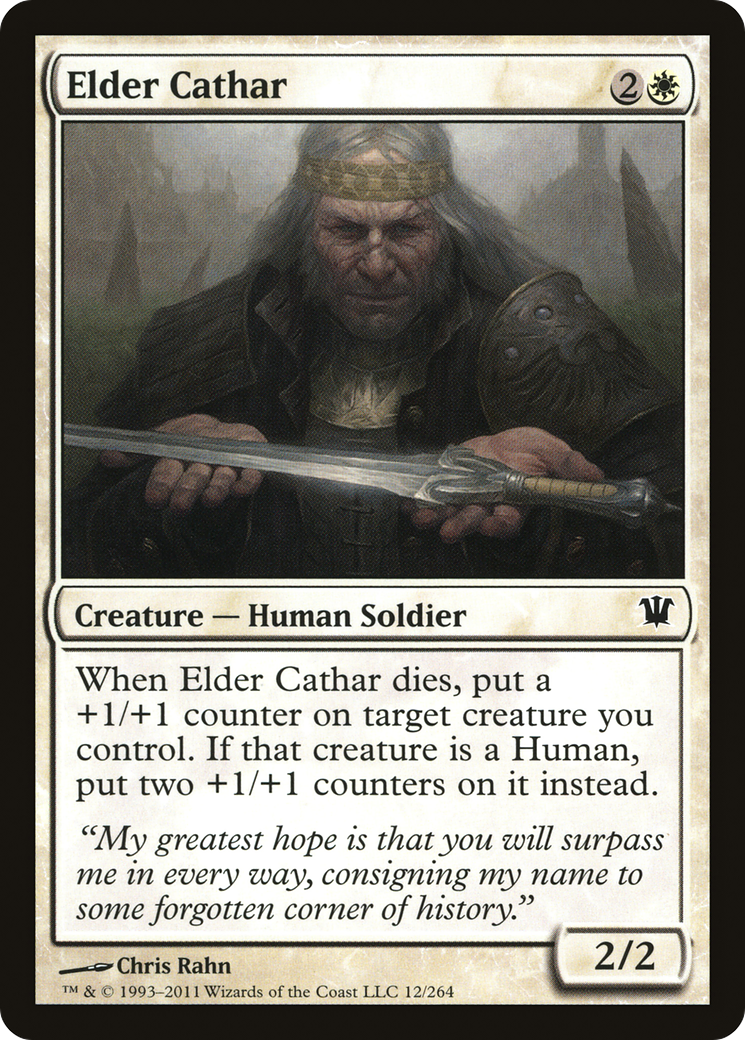 Elder Cathar 2
Creature — Human Soldier
When Elder Cathar dies, put a
+1/+1 counter on target creature you
control. If that creature is a Human,
put two +1/+1 counters on it instead.
“My greatest hope is that you will surpass
me in every way, consigning my name to
some forgotten corner of history.”
2/2
Chris Rahn
™ & © 1993–2011 Wizards of the Coast LLC 12/264